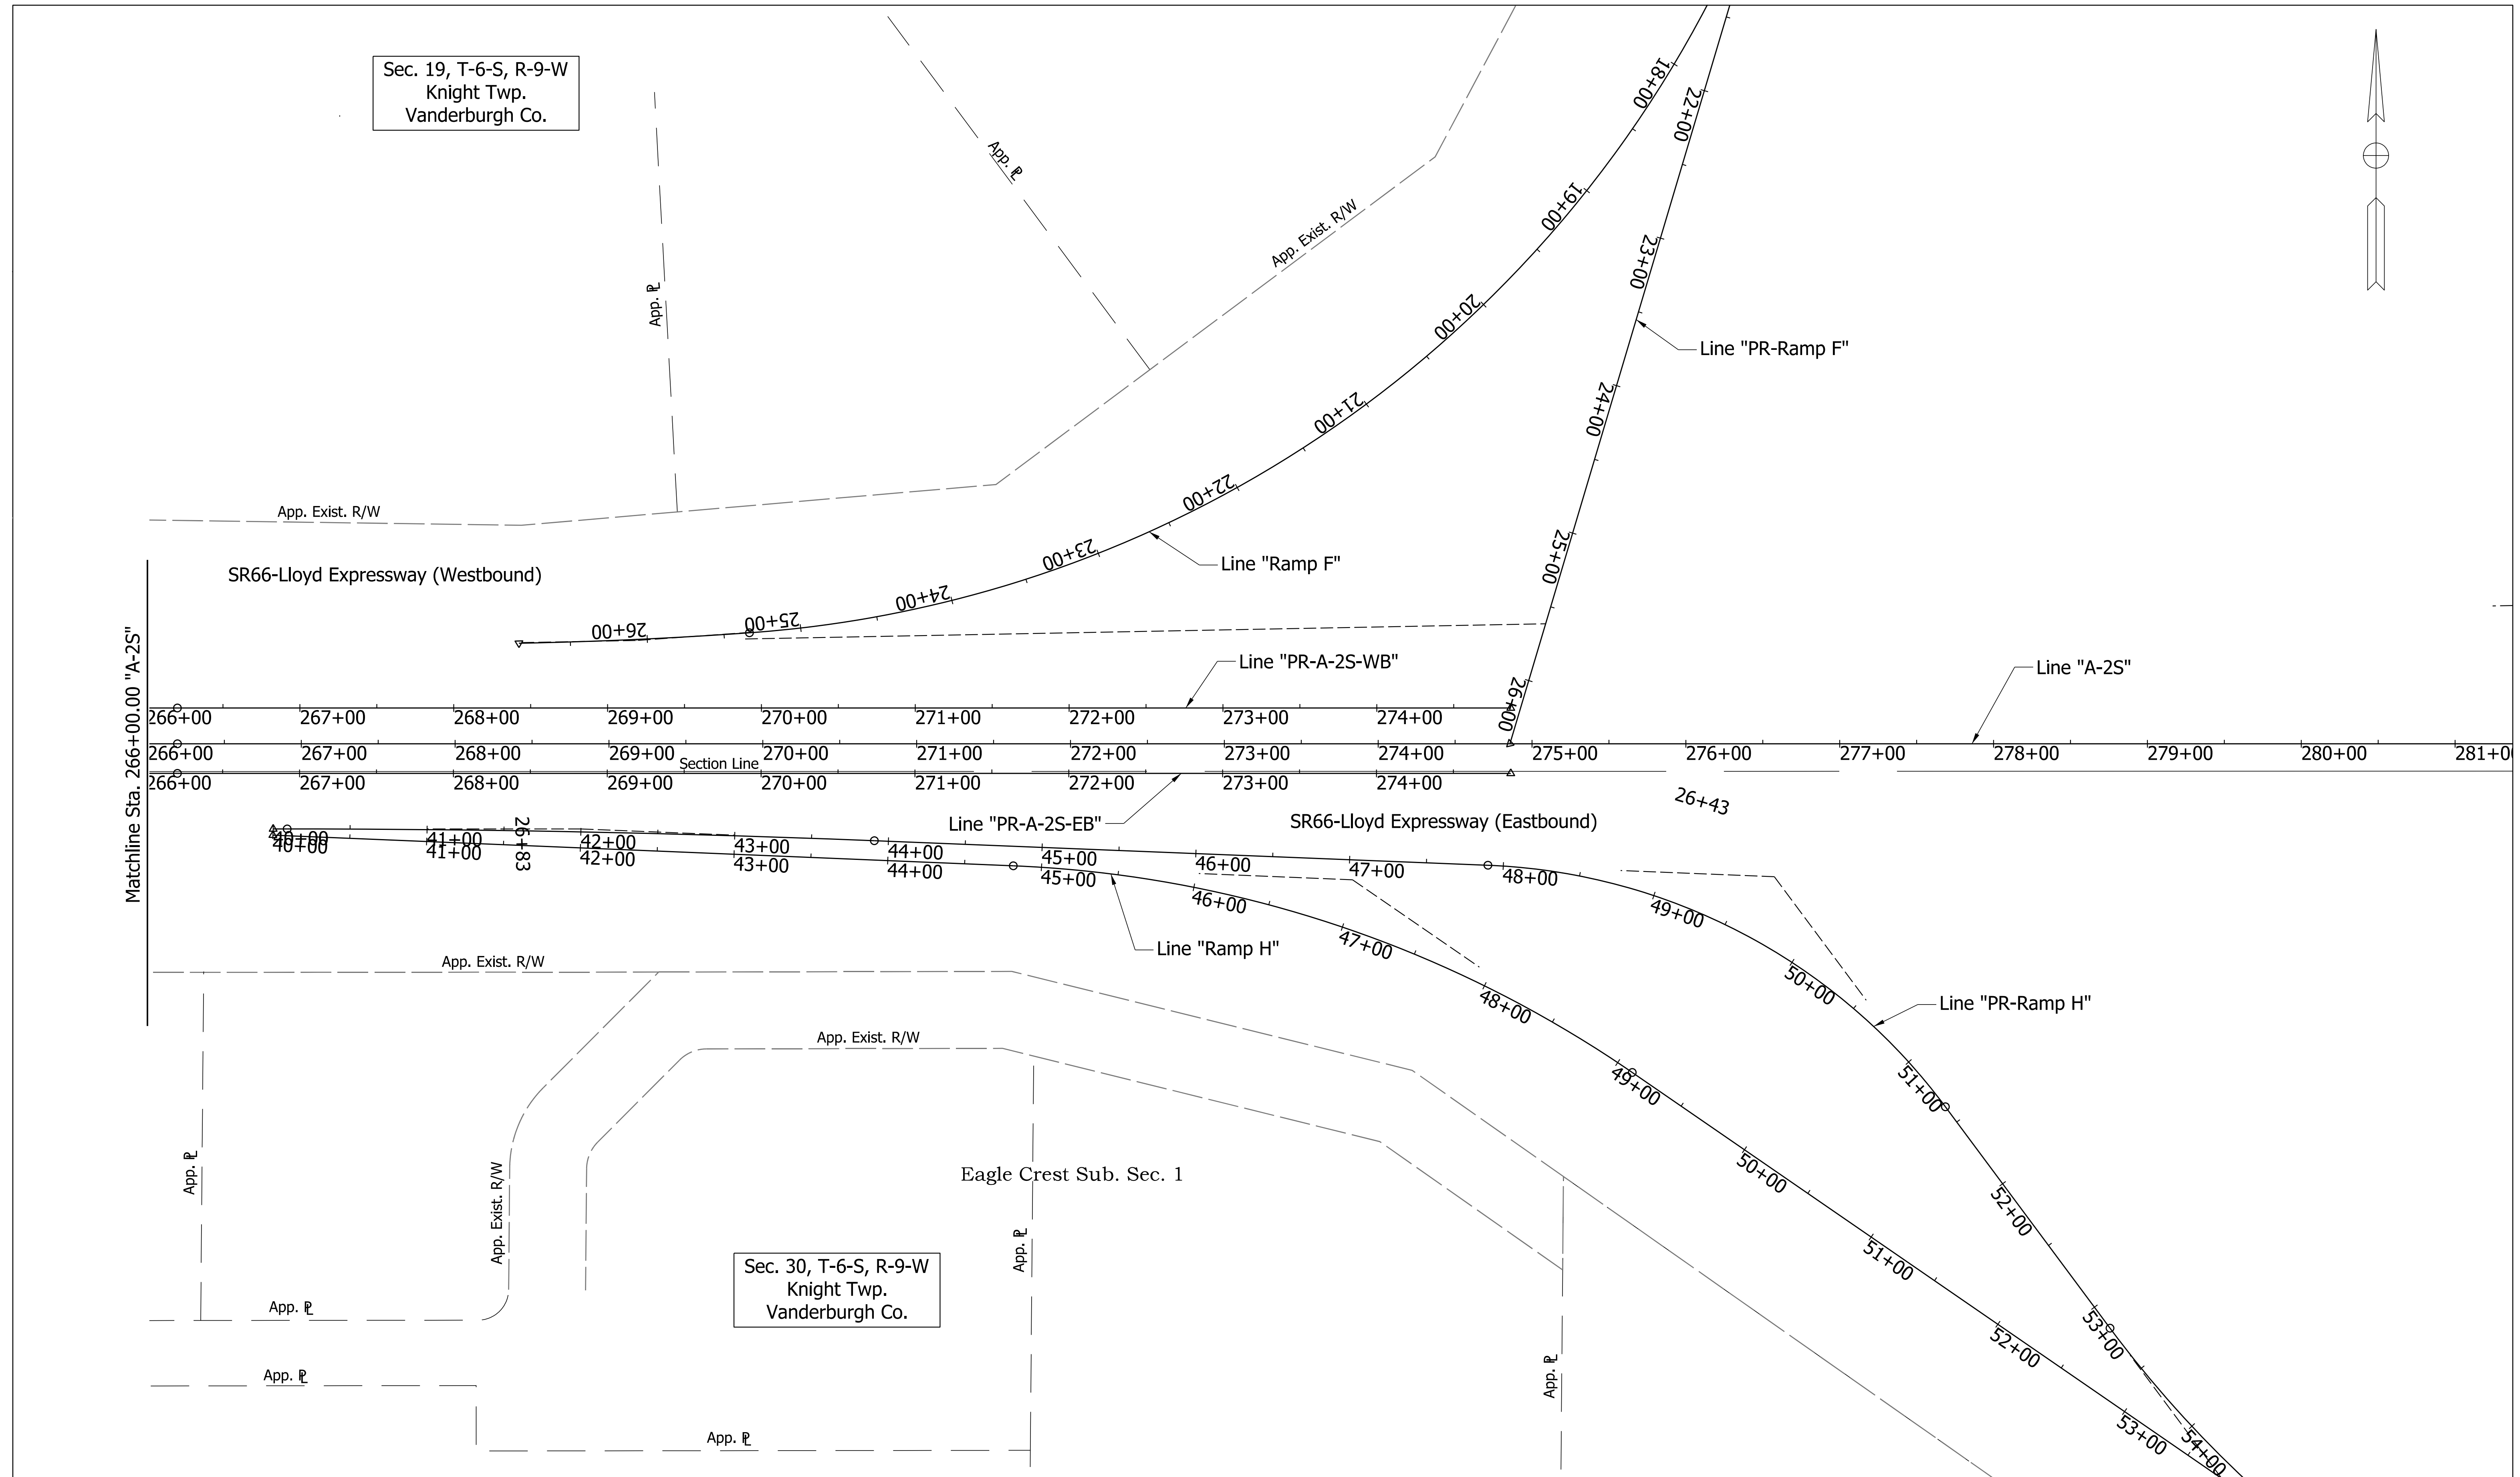 Sec. 19, T-6-S, R-9-W
Knight Twp.
Vanderburgh Co.
App. PL
App. PL
App. Exist. R/W
18+00
19+00
20+00
21+00
22+00
23+00
24+00
25+00
26+00
22+00
23+00
24+00
25+00
26+00
Line "PR-Ramp F"
Line "Ramp F"
App. Exist. R/W
SR66-Lloyd Expressway (Westbound)
Matchline Sta. 266+00.00 "A-2S"
Line "PR-A-2S-WB"
Line "A-2S"
266+00 267+00 268+00 269+00 270+00 271+00 272+00 273+00 274+00
266+00 267+00 268+00 269+00 270+00 271+00 272+00 273+00 274+00 275+00 276+00 277+00 278+00 279+00 280+00 281+0
Section Line
266+00 267+00 268+00 269+00 270+00 271+00 272+00 273+00 274+00
26+43
Line "PR-A-2S-EB"
SR66-Lloyd Expressway (Eastbound)
26+83
40+00 41+00 42+00 43+00 44+00 45+00 46+00 47+00 48+00 49+00 50+00 51+00 52+00 53+00 54+00
40+00 41+00 42+00 43+00 44+00 45+00 46+00 47+00 48+00 49+00 50+00 51+00 52+00 53+00
Line "Ramp H"
Line "PR-Ramp H"
App. Exist. R/W
App. Exist. R/W
App. Exist. R/W
App. PL
Eagle Crest Sub. Sec. 1
App. PL
Sec. 30, T-6-S, R-9-W
Knight Twp.
Vanderburgh Co.
App. PL
App. PL
App. PL
App. PL